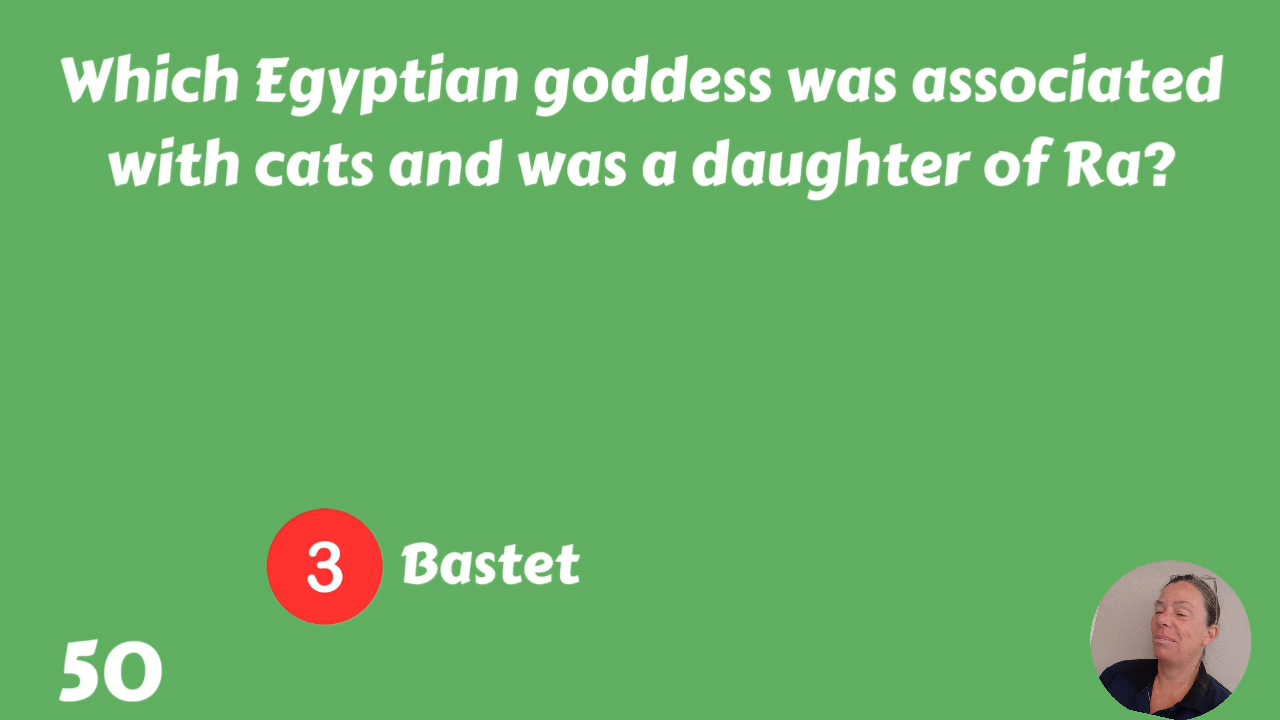 Which Egyptian goddess was associated
with cats and was a daughter of Ra?
3 Bastet
50